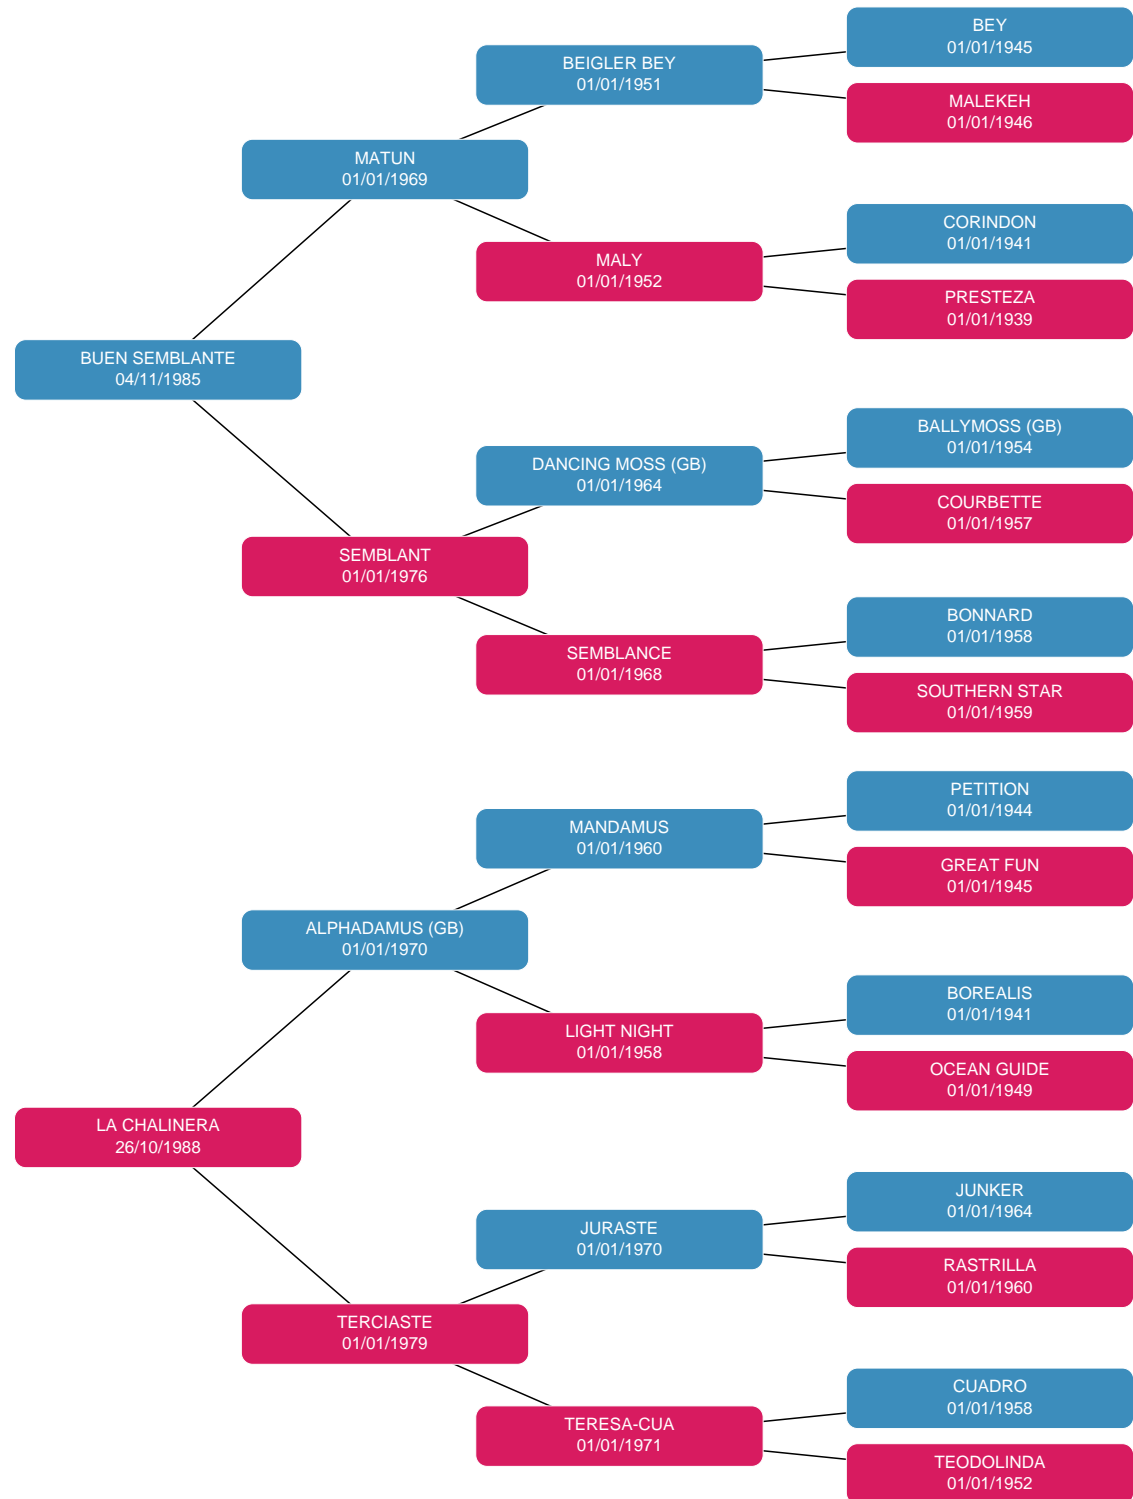 BEY
01/01/1945
BEIGLER BEY
01/01/1951
MALEKEH
01/01/1946
MATUN
01/01/1969
CORINDON
01/01/1941
MALY
01/01/1952
PRESTEZA
01/01/1939
BUEN SEMBLANTE
04/11/1985
BALLYMOSS (GB)
01/01/1954
DANCING MOSS (GB)
01/01/1964
COURBETTE
01/01/1957
SEMBLANT
01/01/1976
BONNARD
01/01/1958
SEMBLANCE
01/01/1968
SOUTHERN STAR
01/01/1959
PETITION
01/01/1944
MANDAMUS
01/01/1960
GREAT FUN
01/01/1945
ALPHADAMUS (GB)
01/01/1970
BOREALIS
01/01/1941
LIGHT NIGHT
01/01/1958
OCEAN GUIDE
01/01/1949
LA CHALINERA
26/10/1988
JUNKER
01/01/1964
JURASTE
01/01/1970
RASTRILLA
01/01/1960
TERCIASTE
01/01/1979
CUADRO
01/01/1958
TERESA-CUA
01/01/1971
TEODOLINDA
01/01/1952